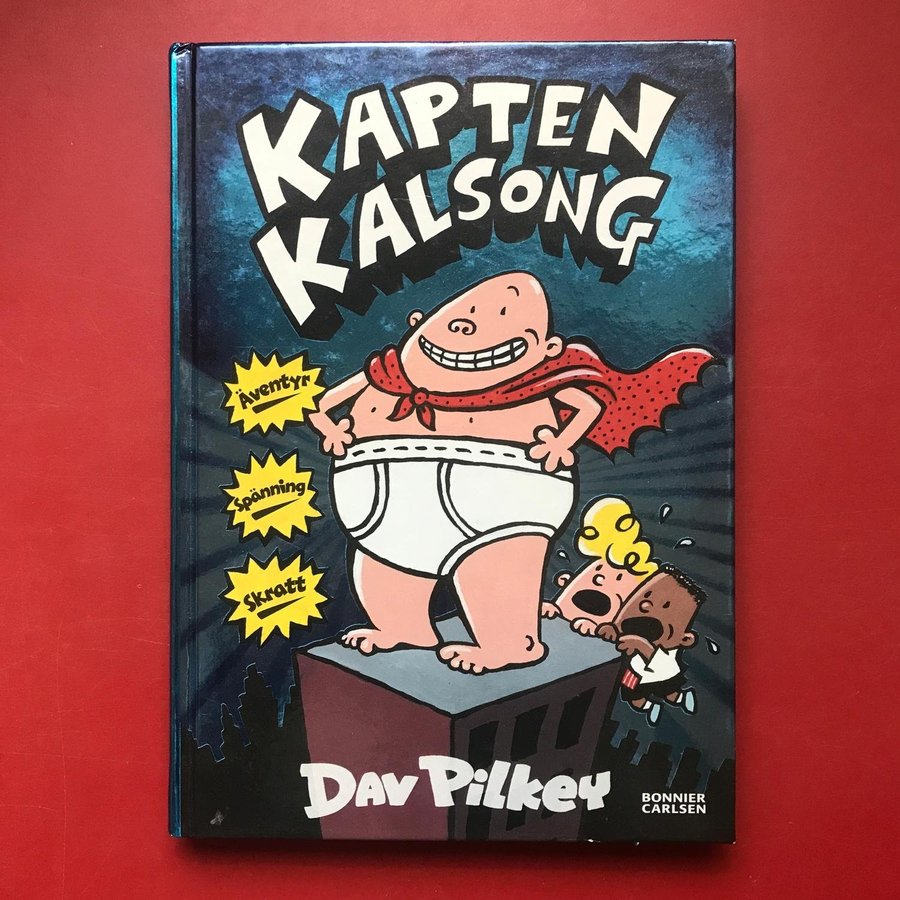 KAPTEN
KALSONG
Äventyr
Spänning
Skratt
DAV PILKEY
BONNIER
CARLSEN